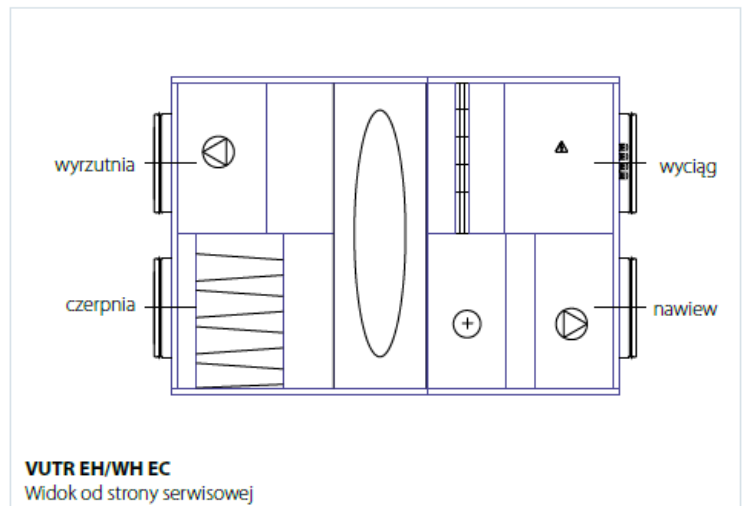 wyrzutnia
wyciąg
czerpnia
nawiew
VUTR EH/WH EC
Widok od strony serwisowej